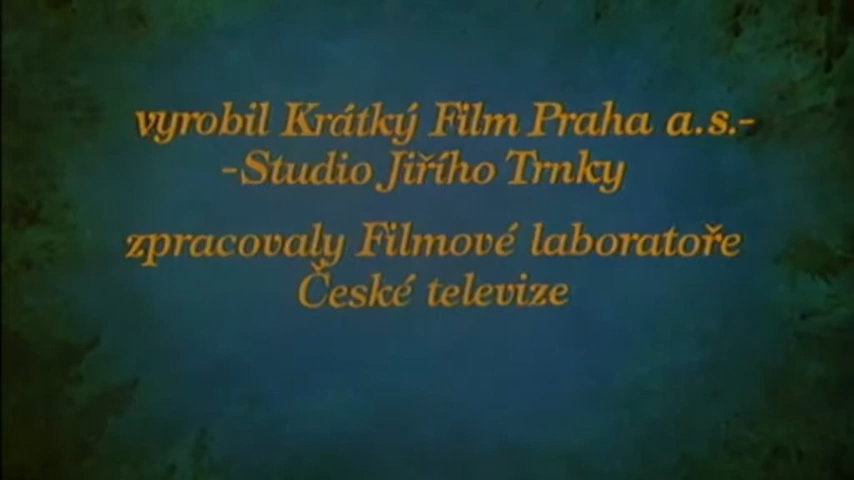 vyrobil Krátký Film Praha a.s.-
-Studio Jiřího Trnky
zpracovaly Filmové laboratoře
České televize